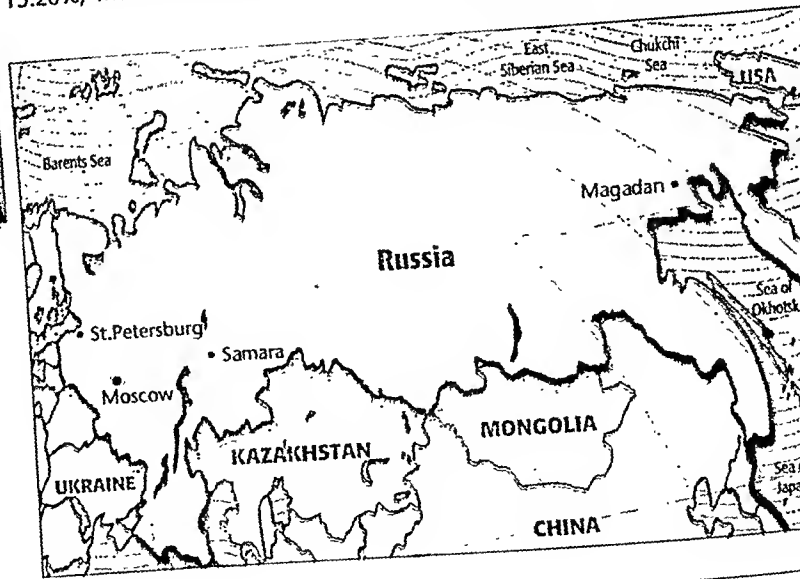 East
Siberian Sea
Chukchi
Sea
USA
Barents Sea
Magadan
Russia
Sea of
Okhotsk
St.Petersburg
Samara
Moscow
KAZAKHSTAN
MONGOLIA
UKRAINE
Sea
CHINA